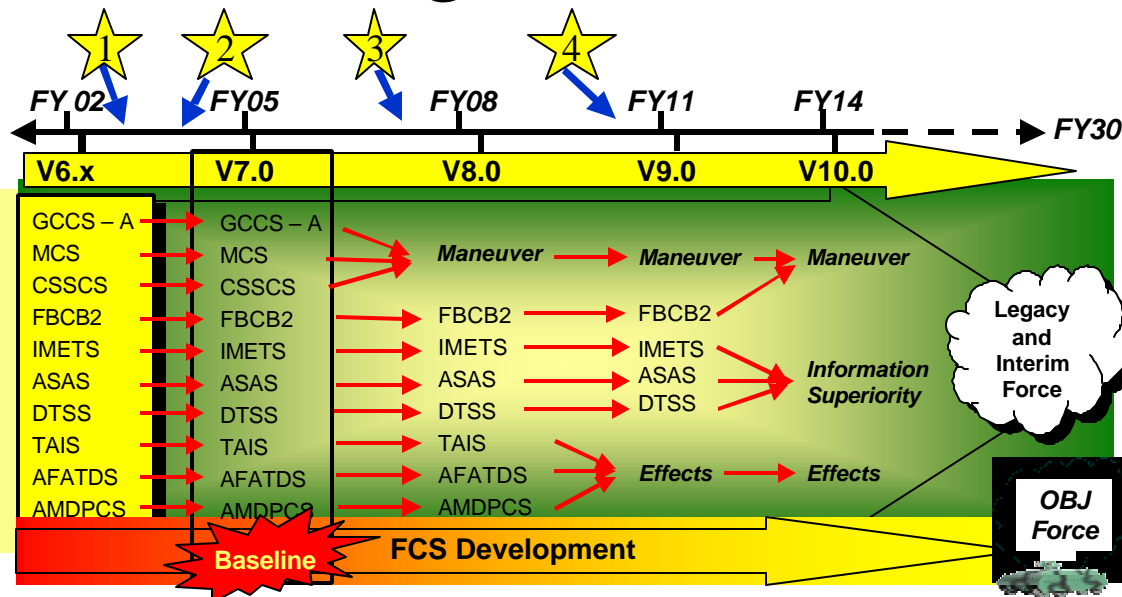 1 2 3 4
FY 02 FY05 FY08 FY11 FY14
FY30
V6.x V7.0 V8.0 V9.0 V10.0
GCCS – A GCCS – A
MCS MCS Maneuver Maneuver Maneuver
CSSCS CSSCS
FBCB2 FBCB2 FBCB2 FBCB2
IMETS IMETS IMETS IMETS
ASAS ASAS ASAS ASAS
DTSS DTSS DTSS DTSS
Information
Superiority
TAIS TAIS TAIS
AFATDS AFATDS AFATDS Effects Effects
AMDPCS AMDPCS AMDPCS
Legacy
and
Interim
Force
OBJ
Force
Baseline
FCS Development